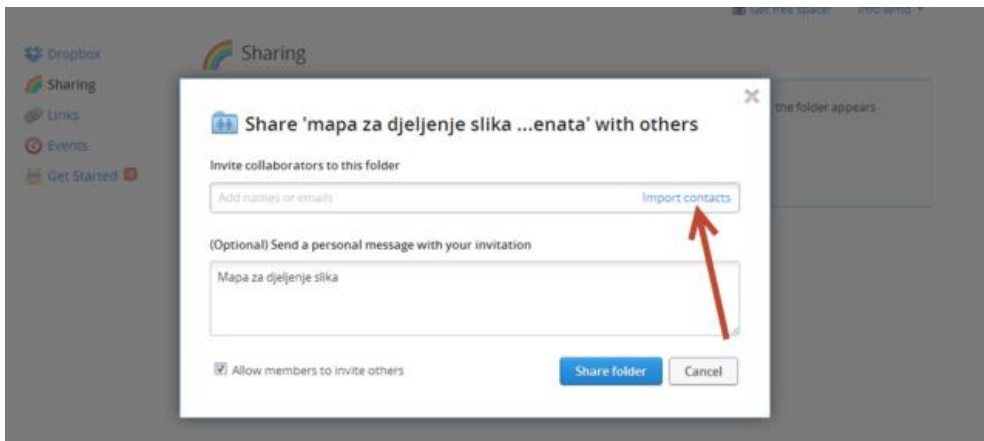 Get free space!
Dropbox
Sharing
Links
Events
Get Started
Sharing
the folder appears
Share 'mapa za djeljenje slika ...enata' with others
Invite collaborators to this folder
Add names or emails
Import contacts
(Optional) Send a personal message with your invitation
Mapa za djeljenje slika
Allow members to invite others
Share folder
Cancel